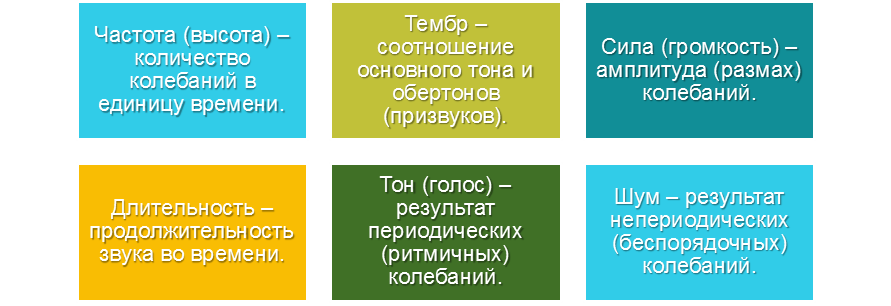 Частота (высота) –
количество
колебаний в
единицу времени.
Тембр –
соотношение
основного тона и
обертонов
(призвуков).
Сила (громкость) –
амплитуда (размах)
колебаний.
Длительность –
продолжительность
звука во времени.
Тон (голос) –
результат
периодических
(ритмичных)
колебаний.
Шум – результат
непериодических
(беспорядочных)
колебаний.